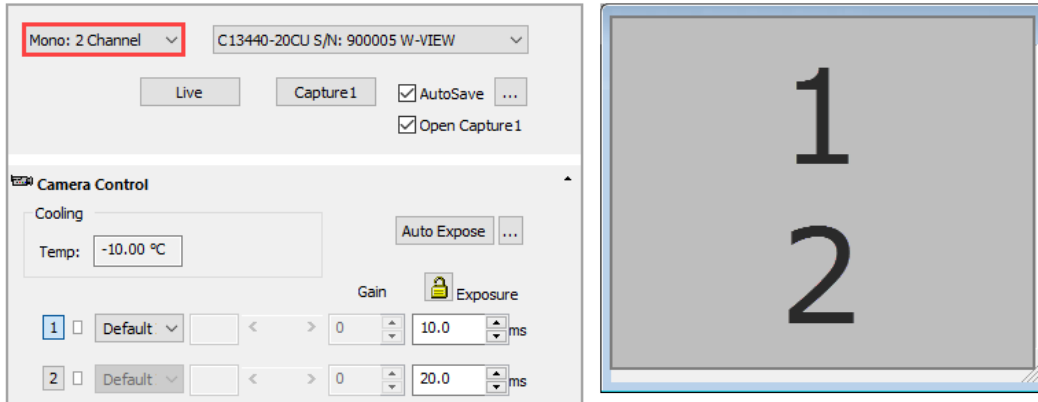 Mono: 2 Channel
C13440-20CU S/N: 900005 W-VIEW
Live
Capture1
AutoSave
...
Open Capture1
Camera Control
Cooling
Temp: -10.00 ºC
Auto Expose
...
Gain
Exposure
1 Default 0 10.0 ms
2 Default 0 20.0 ms
1
2